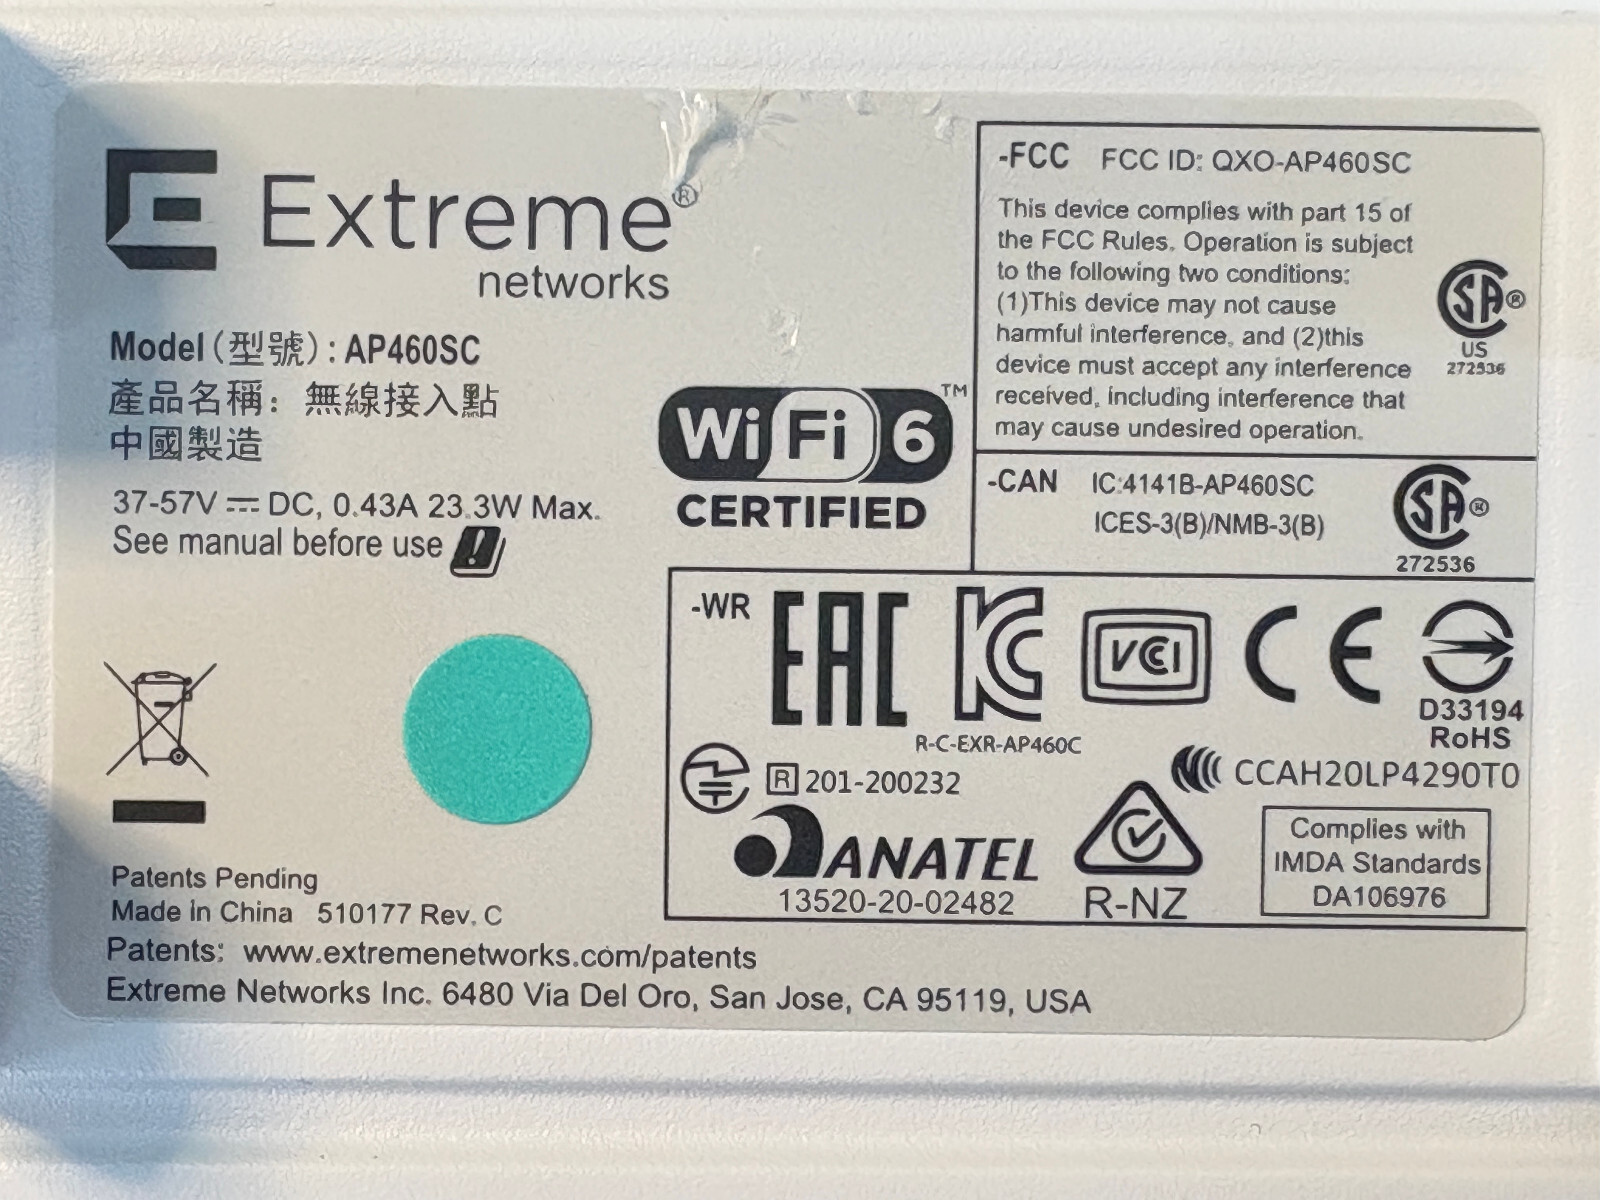 Extreme®
networks
Model (型號) : AP460SC
產品名稱：無線接入點
中國製造
37-57V DC, 0.43A 23.3W Max.
See manual before use
WiFi 6™
CERTIFIED
-FCC FCC ID: QXO-AP460SC
This device complies with part 15 of
the FCC Rules. Operation is subject
to the following two conditions:
(1)This device may not cause
harmful interference, and (2)this
device must accept any interference
received, including interference that
may cause undesired operation.
SA®
US
272536
-CAN IC:4141B-AP460SC
ICES-3(B)/NMB-3(B)
SA®
272536
-WR EAC KC VCCI CE
D33194
RoHS
R-C-EXR-AP460C
R 201-200232
CCAH20LP4290T0
ANATEL
13520-20-02482
R-NZ
Complies with
IMDA Standards
DA106976
Patents Pending
Made in China 510177 Rev. C
Patents: www.extremenetworks.com/patents
Extreme Networks Inc. 6480 Via Del Oro, San Jose, CA 95119, USA